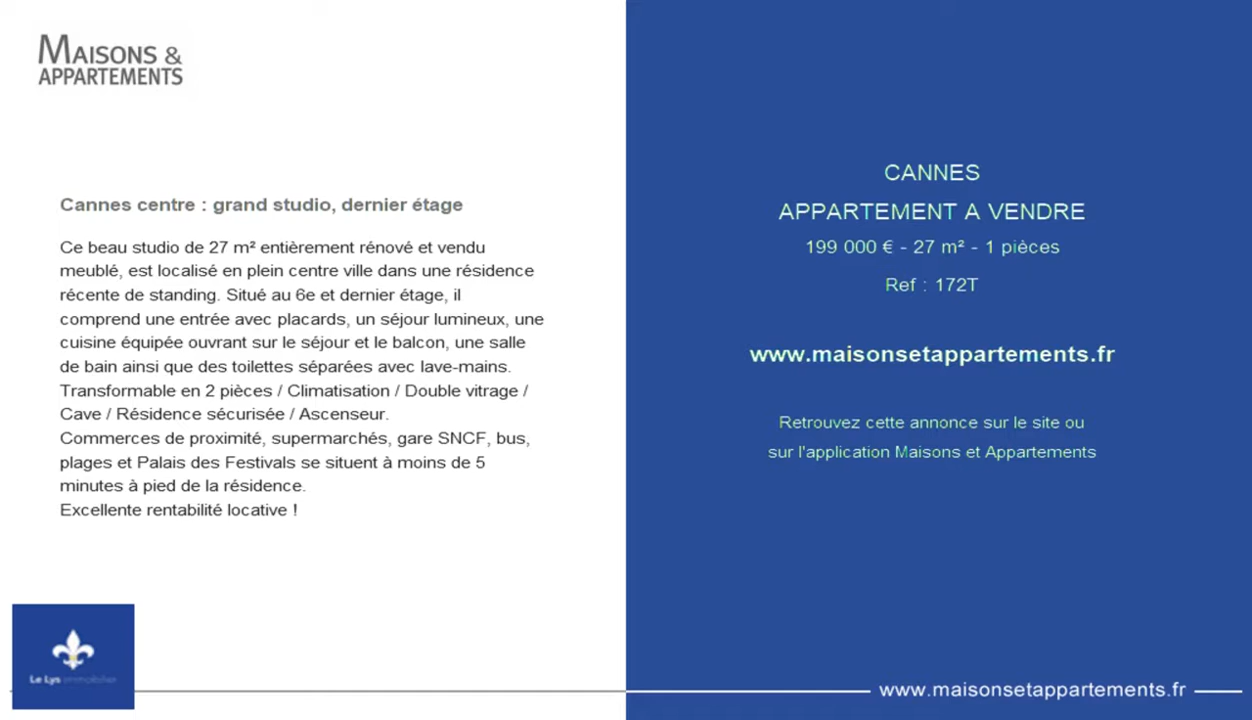 MAISONS &
APPARTEMENTS
Cannes centre : grand studio, dernier étage
Ce beau studio de 27 m² entièrement rénové et vendu
meublé, est localisé en plein centre ville dans une résidence
récente de standing. Situé au 6e et dernier étage, il
comprend une entrée avec placards, un séjour lumineux, une
cuisine équipée ouvrant sur le séjour et le balcon, une salle
de bain ainsi que des toilettes séparées avec lave-mains.
Transformable en 2 pièces / Climatisation / Double vitrage /
Cave / Résidence sécurisée / Ascenseur.
Commerces de proximité, supermarchés, gare SNCF, bus,
plages et Palais des Festivals se situent à moins de 5
minutes à pied de la résidence.
Excellente rentabilité locative !
Le Lys immobilier
CANNES
APPARTEMENT A VENDRE
199 000 € - 27 m² - 1 pièces
Ref : 172T
www.maisonsetappartements.fr
Retrouvez cette annonce sur le site ou
sur l'application Maisons et Appartements
www.maisonsetappartements.fr